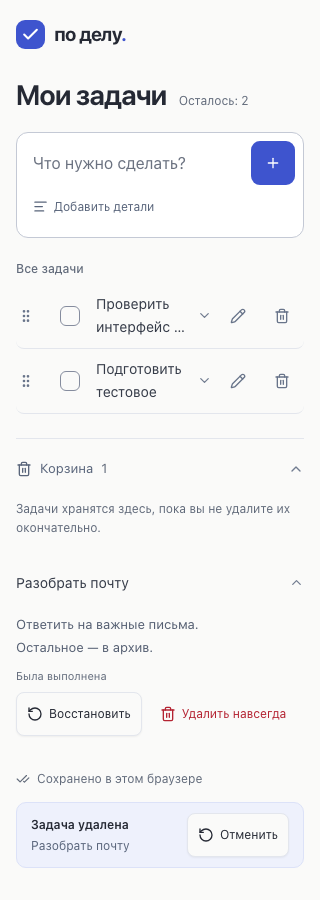 по делу.
Мои задачи Осталось: 2
Что нужно сделать?
Добавить детали
Все задачи
Проверить
интерфейс ...
Подготовить
тестовое
Корзина 1
Задачи хранятся здесь, пока вы не удалите их
окончательно.
Разобрать почту
Ответить на важные письма.
Остальное — в архив.
Была выполнена
Восстановить Удалить навсегда
Сохранено в этом браузере
Задача удалена
Разобрать почту
Отменить